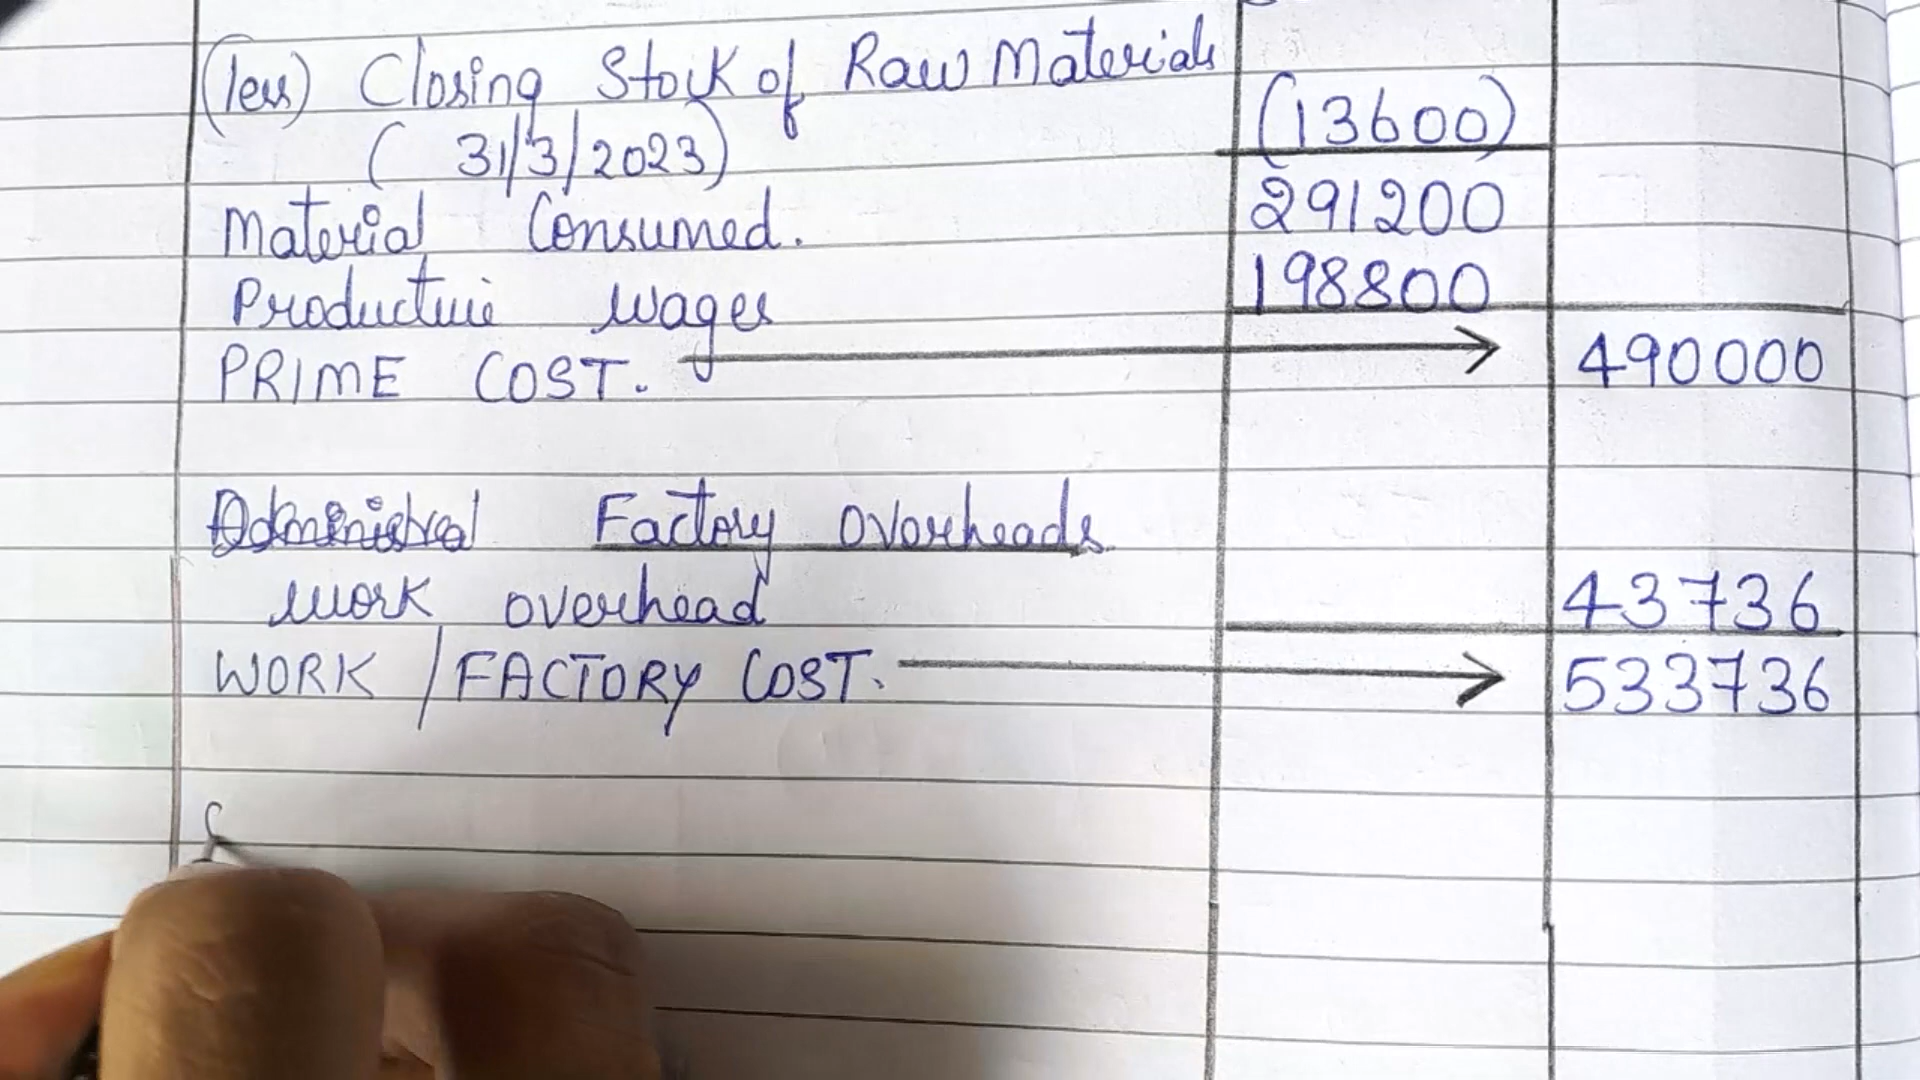 (less) Closing Stock of Raw Materials (13600)
( 31/3/2023)
Material Consumed. 291200
Productive wages 198800
PRIME COST. → 490000
Factory Overheads
Work overhead 43736
WORK / FACTORY COST. → 533736